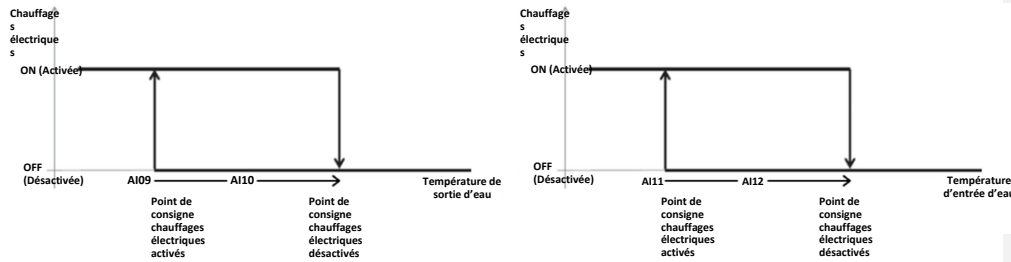 Chauffage
s
électrique
s
ON (Activée)
OFF
(Désactivée)
AI09
AI10
Température de
sortie d'eau
Point de
consigne
chauffages
électriques
activés
Point de
consigne
chauffages
électriques
désactivés
Chauffage
s
électrique
s
ON (Activée)
OFF
(Désactivée)
AI11
AI12
Température
d'entrée d'eau
Point de
consigne
chauffages
électriques
activés
Point de
consigne
chauffages
électriques
désactivés